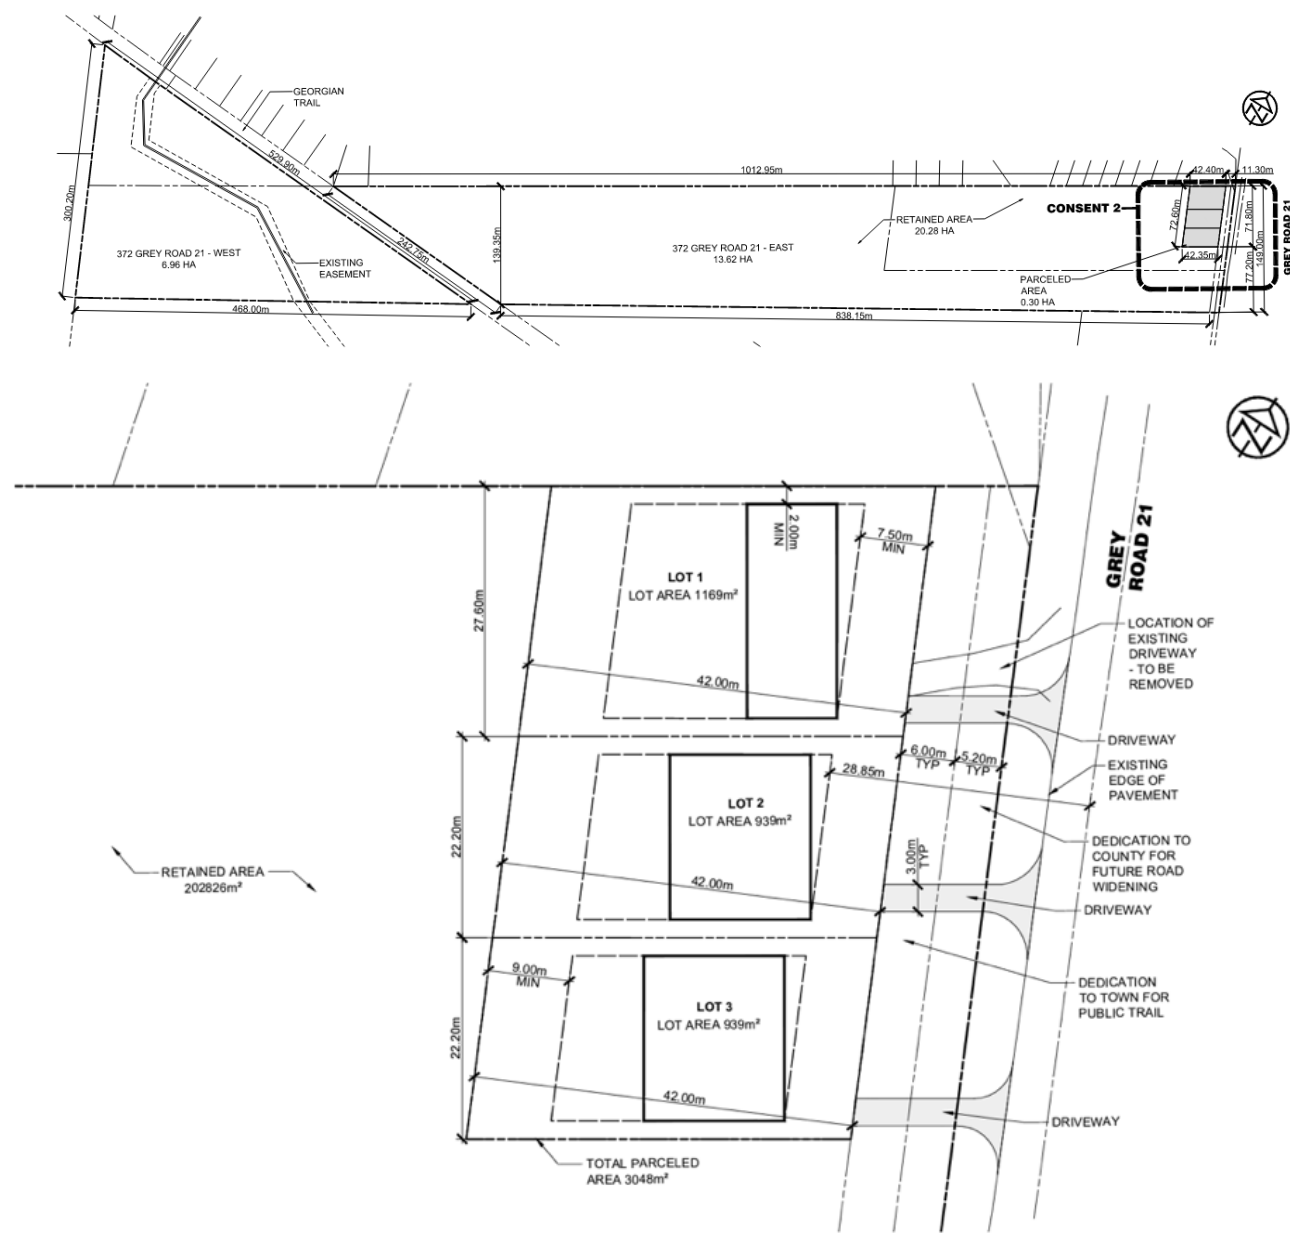 GEORGIAN
TRAIL
529.90m
1012.95m
42.40m
11.30m
300.20m
CONSENT 2
RETAINED AREA
20.28 HA
72.60m
71.80m
149.00m
GREY ROAD 21
372 GREY ROAD 21 - WEST
6.96 HA
EXISTING
EASEMENT
242.75m
139.35m
372 GREY ROAD 21 - EAST
13.62 HA
42.35m
77.20m
PARCELED
AREA
0.30 HA
468.00m
838.15m
GREY
ROAD 21
2.00m
MIN
7.50m
MIN
LOT 1
LOT AREA 1169m²
27.60m
42.00m
LOCATION OF
EXISTING
DRIVEWAY
- TO BE
REMOVED
DRIVEWAY
6.00m
TYP
5.20m
TYP
28.85m
EXISTING
EDGE OF
PAVEMENT
LOT 2
LOT AREA 939m²
22.20m
3.00m
TYP
DEDICATION TO
COUNTY FOR
FUTURE ROAD
WIDENING
RETAINED AREA
202826m²
42.00m
DRIVEWAY
9.00m
MIN
DEDICATION
TO TOWN FOR
PUBLIC TRAIL
LOT 3
LOT AREA 939m²
22.20m
42.00m
DRIVEWAY
TOTAL PARCELED
AREA 3048m²